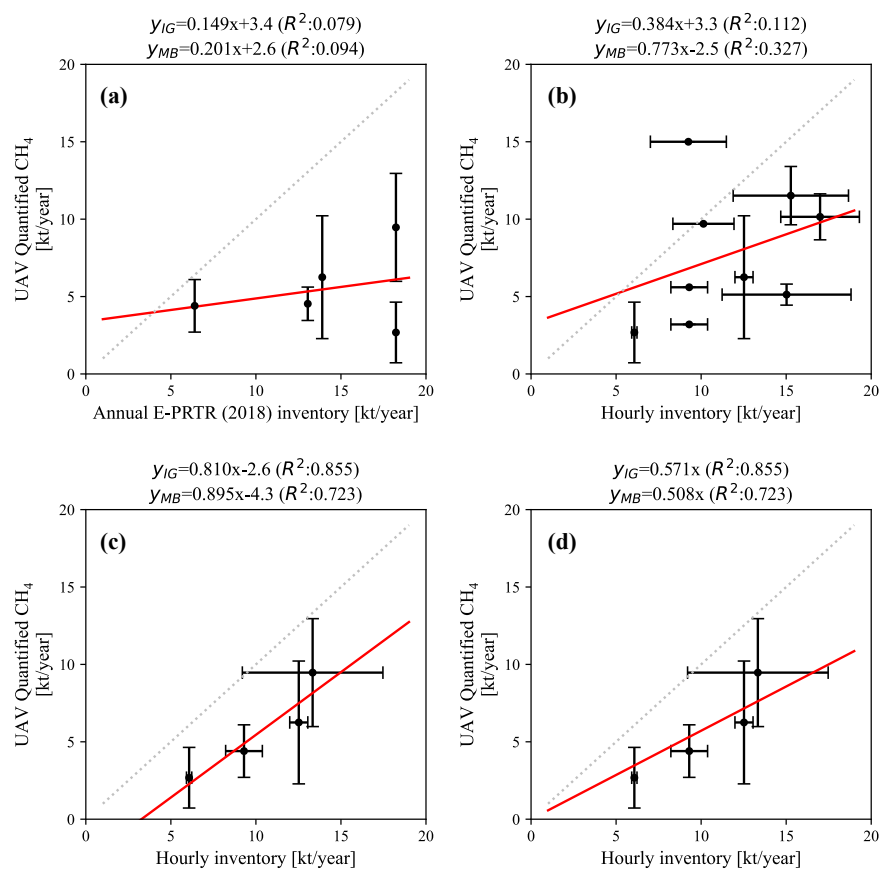 y_IG=0.149x+3.4 (R²:0.079)
y_MB=0.201x+2.6 (R²:0.094)
(a)
UAV Quantified CH₄
[kt/year]
20
15
10
5
0
0 5 10 15 20
Annual E-PRTR (2018) inventory [kt/year]
y_IG=0.384x+3.3 (R²:0.112)
y_MB=0.773x-2.5 (R²:0.327)
(b)
UAV Quantified CH₄
[kt/year]
20
15
10
5
0
0 5 10 15 20
Hourly inventory [kt/year]
y_IG=0.810x-2.6 (R²:0.855)
y_MB=0.895x-4.3 (R²:0.723)
(c)
UAV Quantified CH₄
[kt/year]
20
15
10
5
0
0 5 10 15 20
Hourly inventory [kt/year]
y_IG=0.571x (R²:0.855)
y_MB=0.508x (R²:0.723)
(d)
UAV Quantified CH₄
[kt/year]
20
15
10
5
0
0 5 10 15 20
Hourly inventory [kt/year]